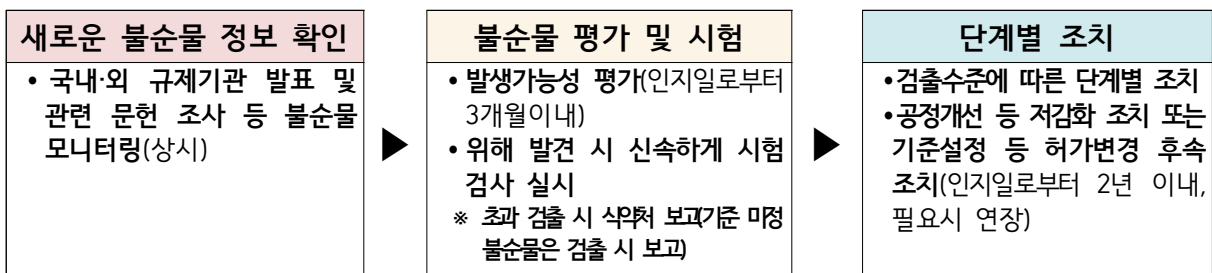 새로운 불순물 정보 확인
• 국내·외 규제기관 발표 및
관련 문헌 조사 등 불순물
모니터링(상시)
▶
불순물 평가 및 시험
• 발생가능성 평가(인지일로부터
3개월이내)
• 위해 발견 시 신속하게 시험
검사 실시
※ 초과 검출 시 식약처 보고(기준 미정
불순물은 검출 시 보고)
▶
단계별 조치
•검출수준에 따른 단계별 조치
•공정개선 등 저감화 조치 또는
기준설정 등 허가변경 후속
조치(인지일로부터 2년 이내,
필요시 연장)